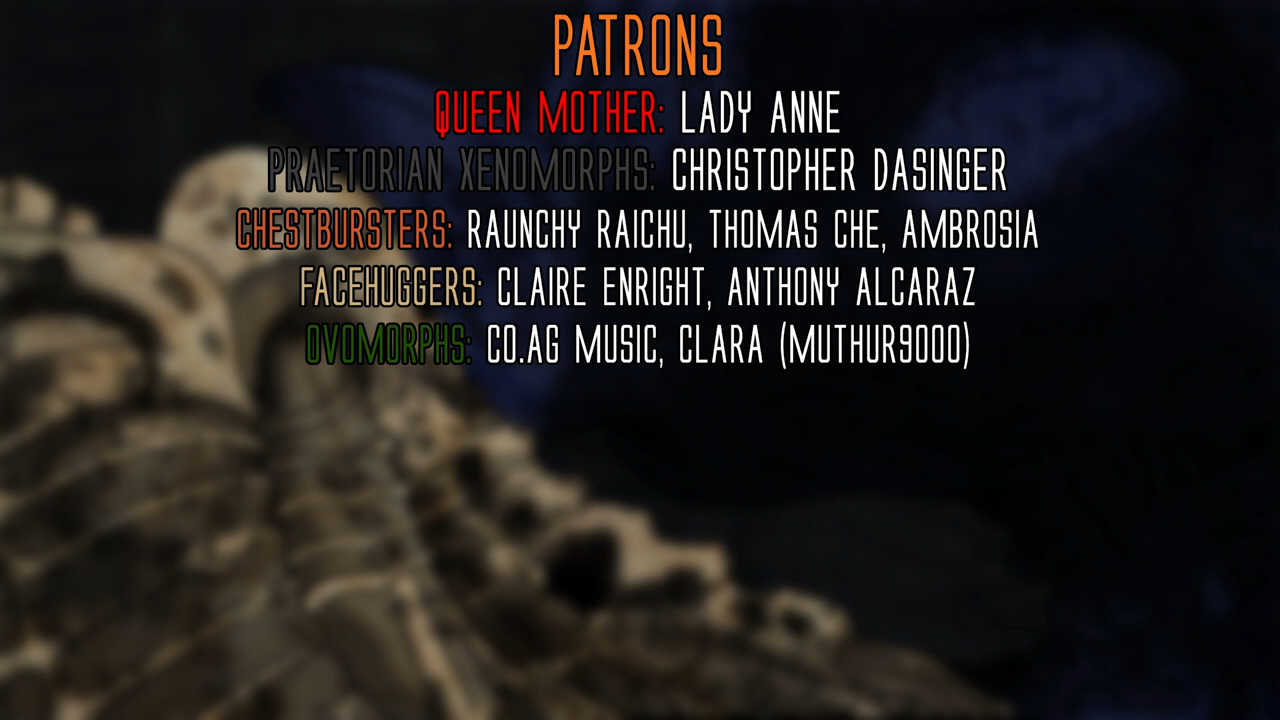 PATRONS
QUEEN MOTHER: LADY ANNE
PRAETORIAN XENOMORPHS: CHRISTOPHER DASINGER
CHESTBURSTERS: RAUNCHY RAICHU, THOMAS CHE, AMBROSIA
FACEHUGGERS: CLAIRE ENRIGHT, ANTHONY ALCARAZ
OVOMORPHS: CO.AG MUSIC, CLARA (MUTHUR9000)